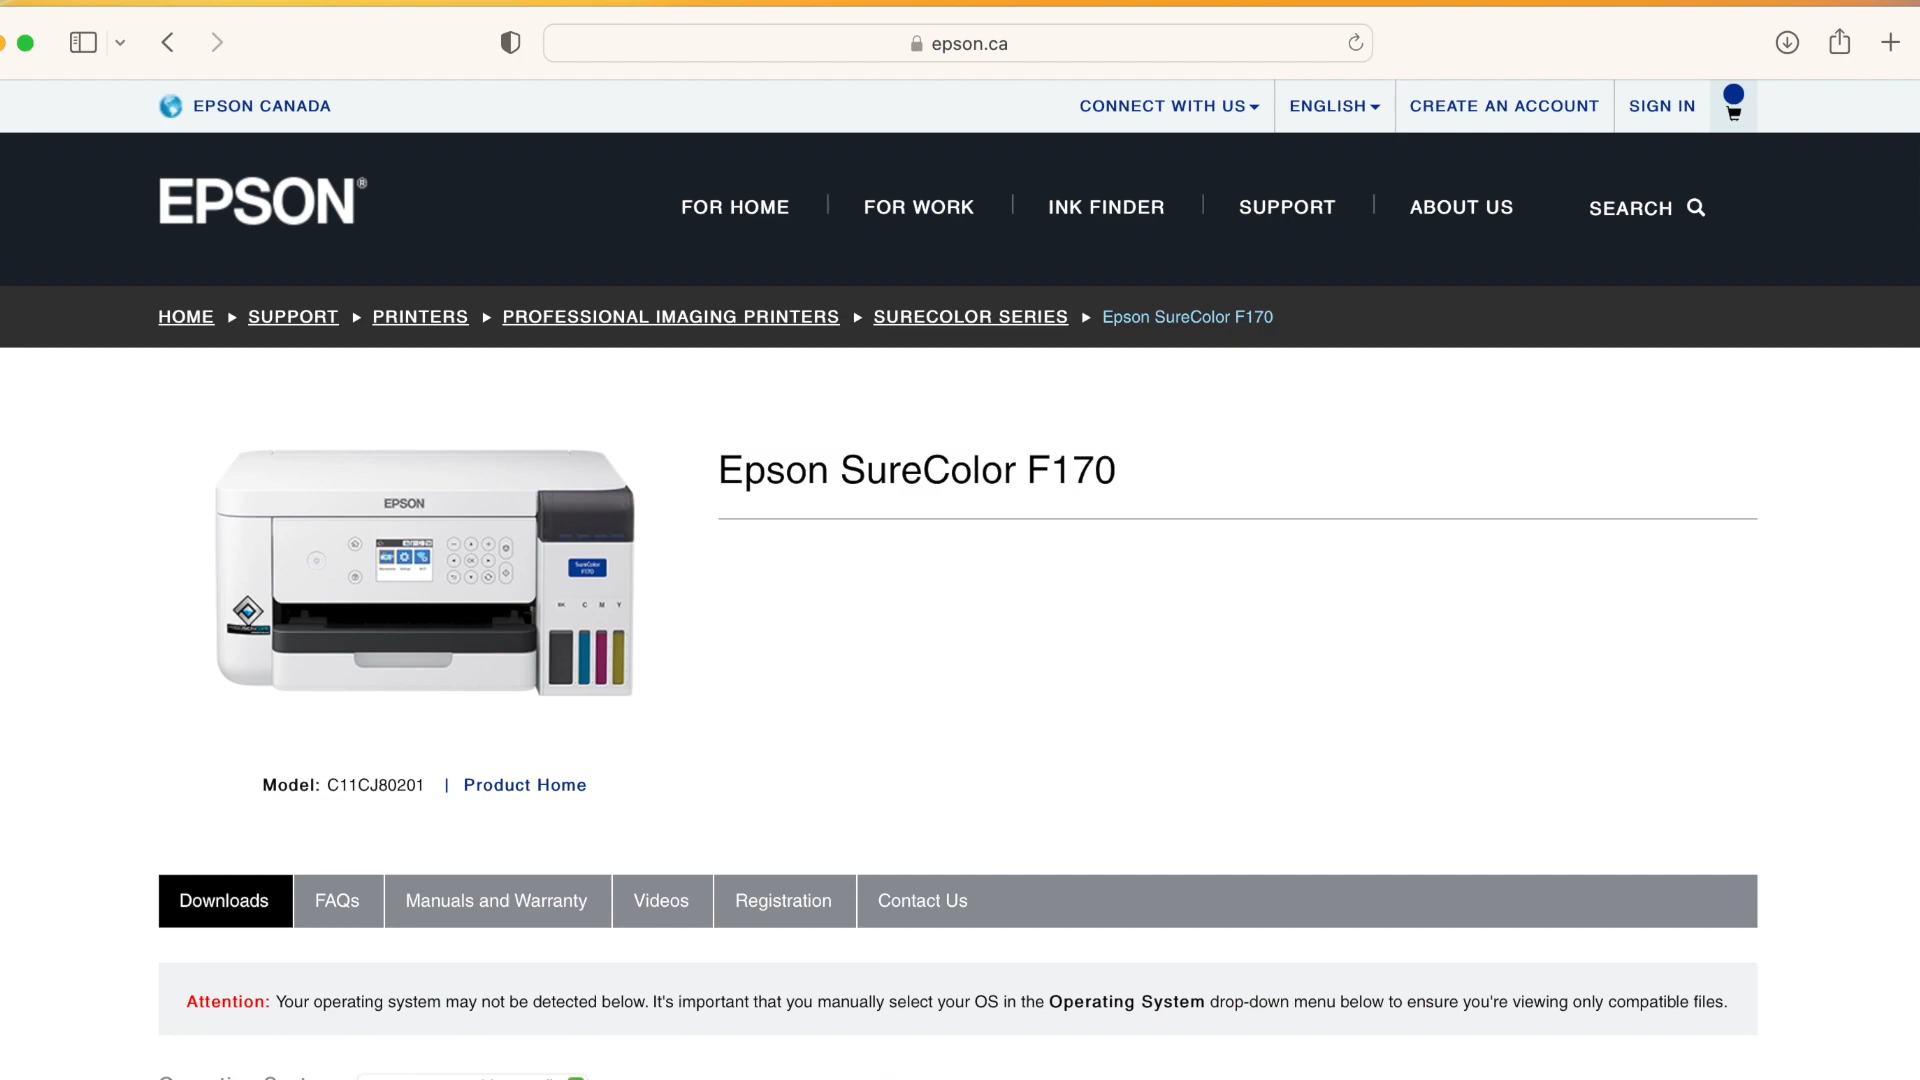 epson.ca
EPSON CANADA
CONNECT WITH US
ENGLISH
CREATE AN ACCOUNT
SIGN IN
EPSON®
FOR HOME
FOR WORK
INK FINDER
SUPPORT
ABOUT US
SEARCH
HOME
SUPPORT
PRINTERS
PROFESSIONAL IMAGING PRINTERS
SURECOLOR SERIES
Epson SureColor F170
EPSON
SureColor
F170
BK C M Y
Epson SureColor F170
Model: C11CJ80201 | Product Home
Downloads
FAQs
Manuals and Warranty
Videos
Registration
Contact Us
Attention: Your operating system may not be detected below. It's important that you manually select your OS in the Operating System drop-down menu below to ensure you're viewing only compatible files.